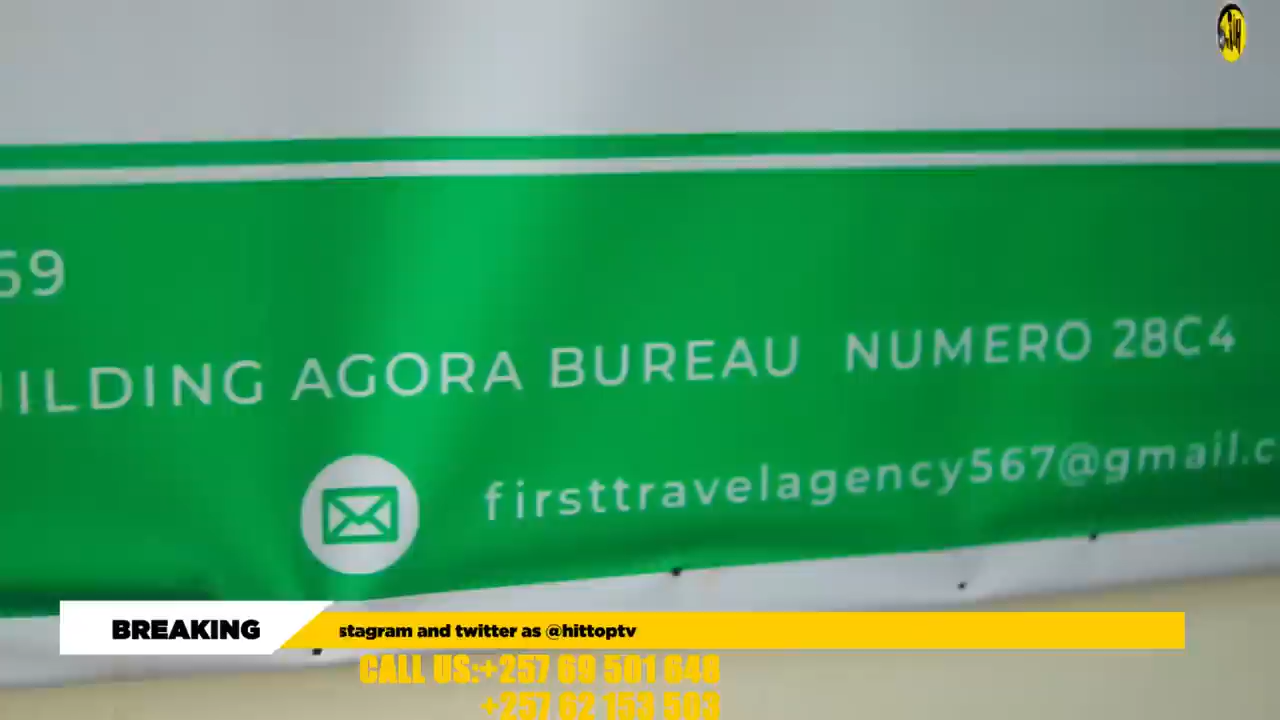 69
UILDING AGORA BUREAU NUMERO 28C4
firsttravelagency567@gmail.c
BREAKING
stagram and twitter as @hittoptv
CALL US:+257 69 501 648
+257 62 153 503